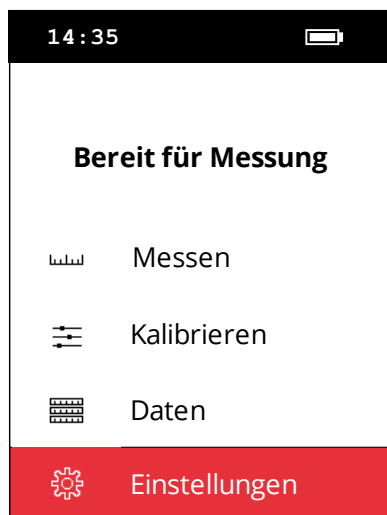 14:35
Bereit für Messung
Messen
Kalibrieren
Daten
Einstellungen